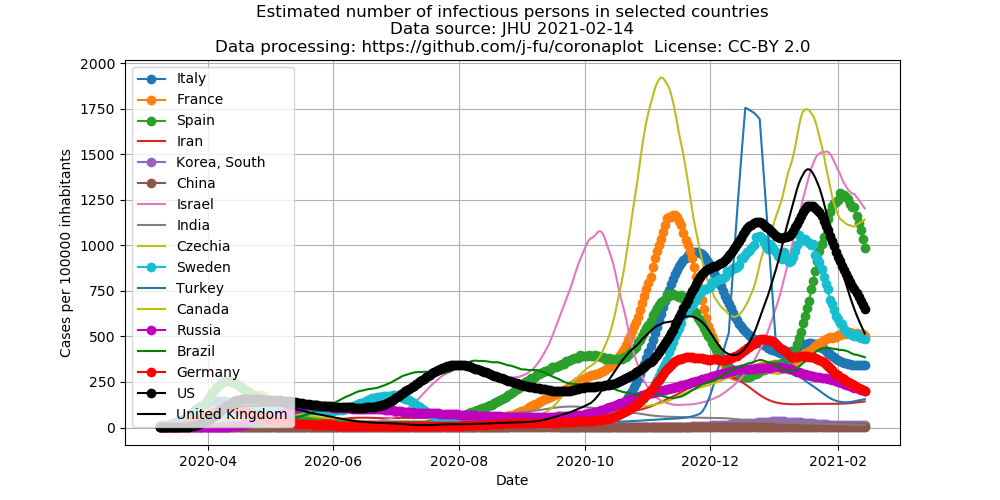 Estimated number of infectious persons in selected countries
Data source: JHU 2021-02-14
Data processing: https://github.com/j-fu/coronaplot License: CC-BY 2.0
Cases per 100000 inhabitants
2000
1750
1500
1250
1000
750
500
250
0
Italy
France
Spain
Iran
Korea, South
China
Israel
India
Czechia
Sweden
Turkey
Canada
Russia
Brazil
Germany
US
United Kingdom
2020-04
2020-06
2020-08
2020-10
2020-12
2021-02
Date